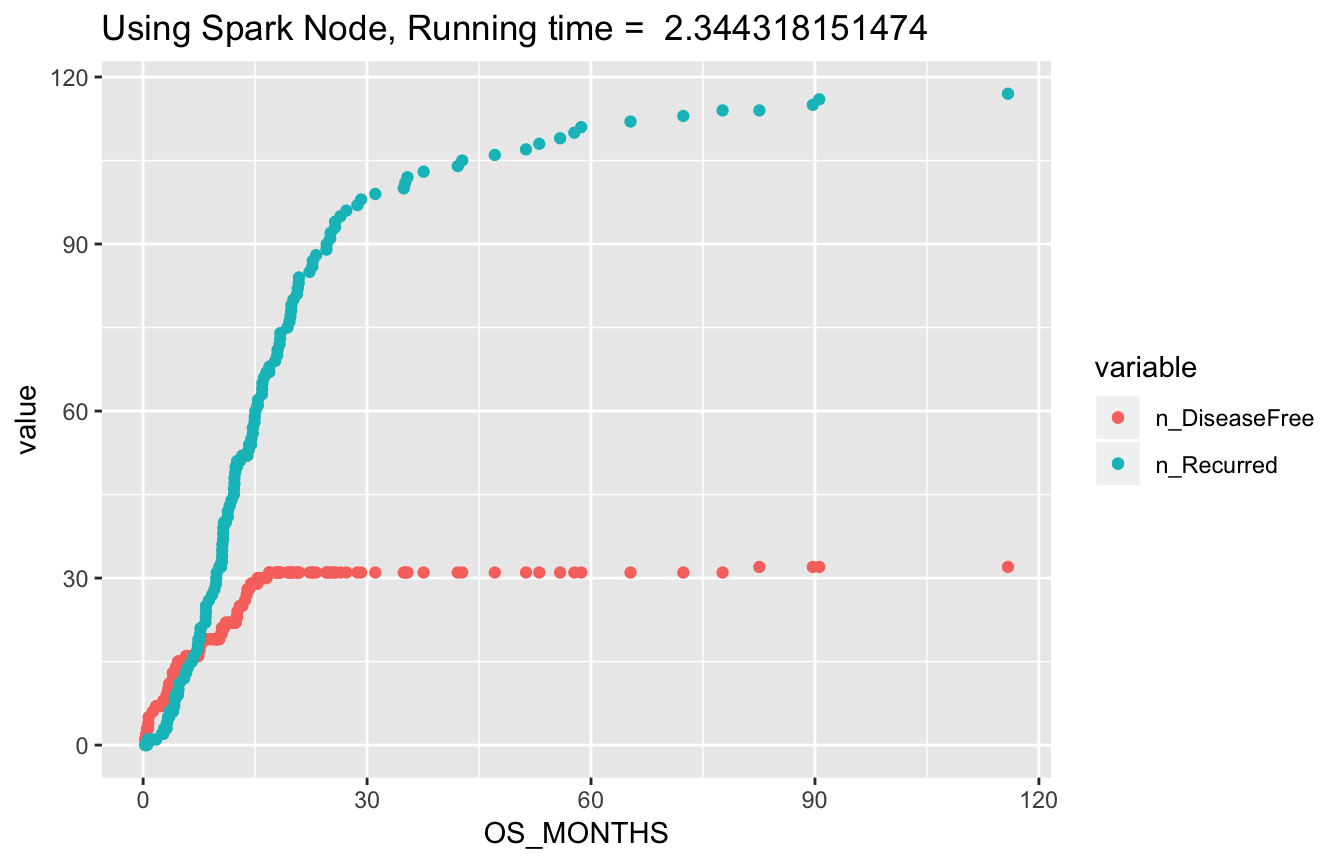 Using Spark Node, Running time =  2.344318151474
120
90
60
30
0
value
0 30 60 90 120
OS_MONTHS
variable
n_DiseaseFree
n_Recurred